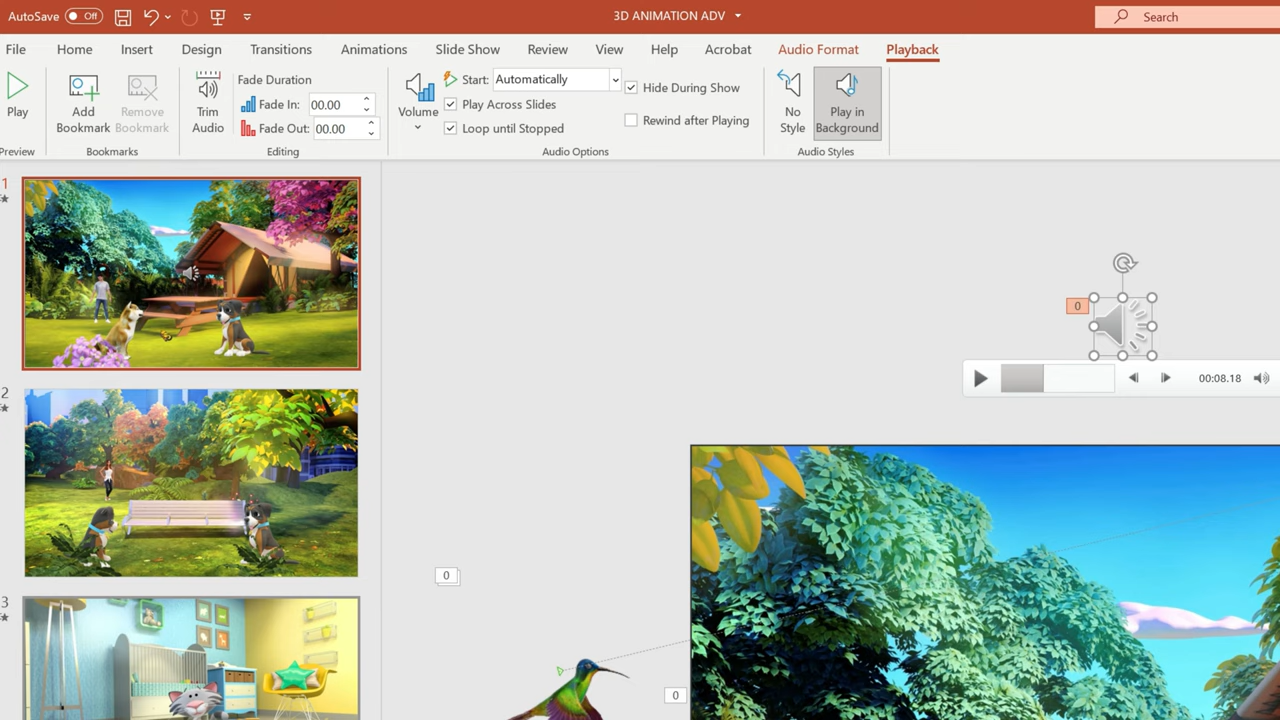 AutoSave Off 3D ANIMATION ADV Search
File Home Insert Design Transitions Animations Slide Show Review View Help Acrobat Audio Format Playback
Play
Add Bookmark
Remove Bookmark
Trim Audio
Fade Duration
Fade In: 00.00
Fade Out: 00.00
Volume
Start: Automatically
Play Across Slides
Loop until Stopped
Hide During Show
Rewind after Playing
No Style
Play in Background
Preview Bookmarks Editing Audio Options Audio Styles
1
0
00:08.18
2
0
3
0